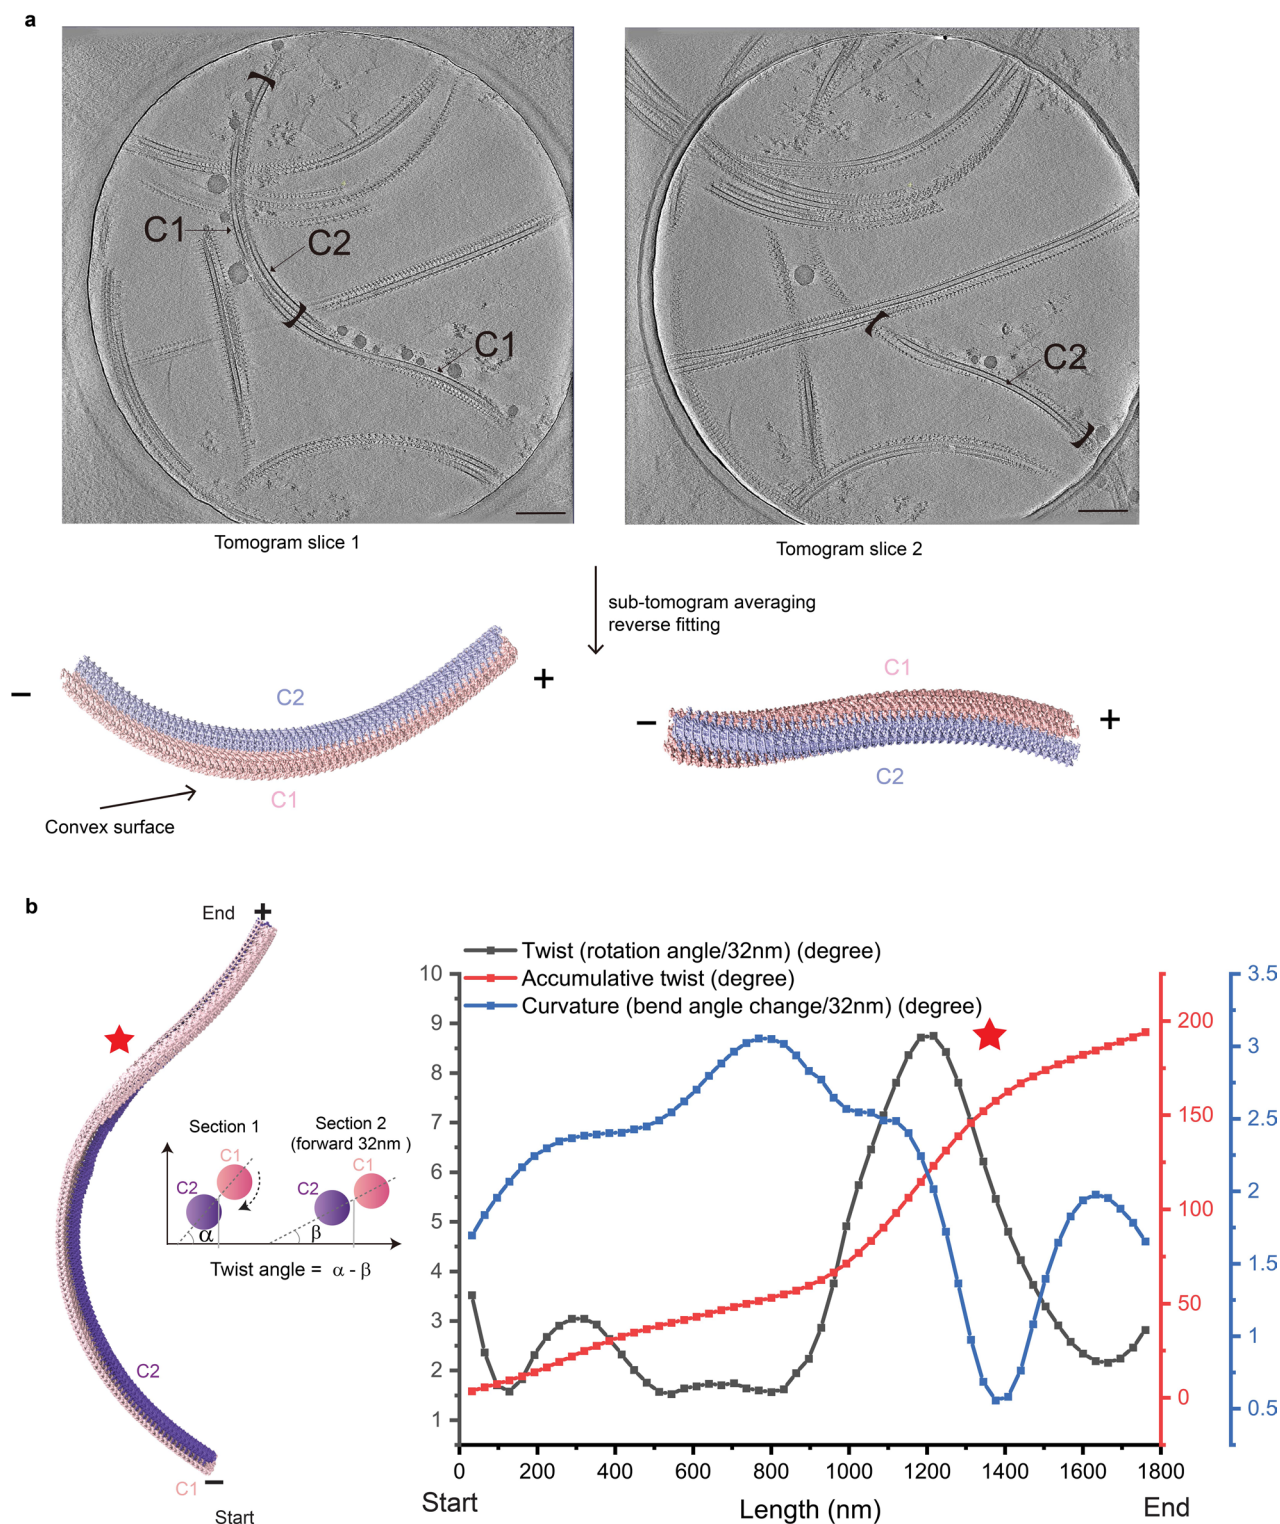 a
C1
C2
C1
C2
Tomogram slice 1
Tomogram slice 2
sub-tomogram averaging
reverse fitting
C1
C2
−
+
−
+
C2
C1
Convex surface
b
End
+
Twist (rotation angle/32nm) (degree)
Accumulative twist (degree)
Curvature (bend angle change/32nm) (degree)
10
9
8
7
6
5
4
3
2
1
200
150
100
50
0
3.5
3
2.5
2
1.5
1
0.5
Section 1
Section 2
(forward 32nm )
C1
C1
C2
C2
α
β
Twist angle = α - β
C2
C1
−
Start
0 200 400 600 800 1000 1200 1400 1600 1800
Start
Length (nm)
End